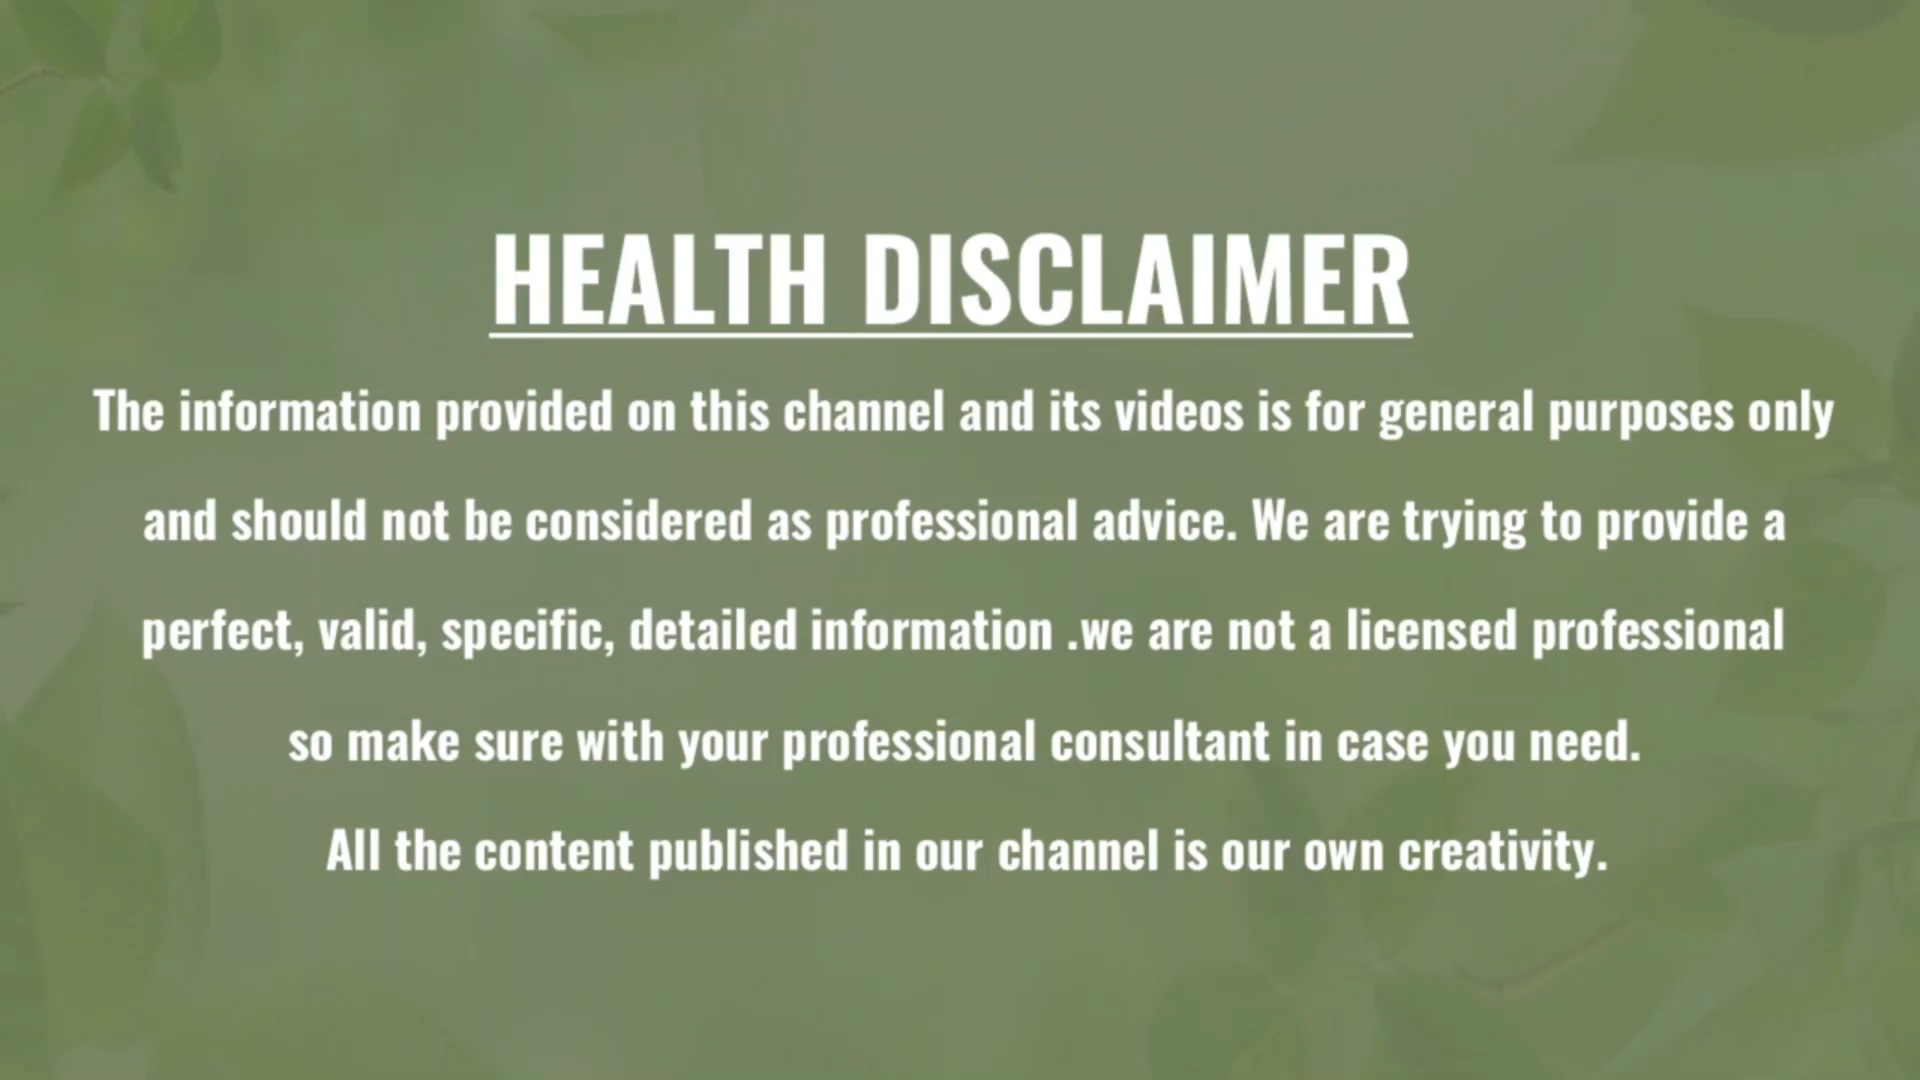 HEALTH DISCLAIMER
The information provided on this channel and its videos is for general purposes only
and should not be considered as professional advice. We are trying to provide a
perfect, valid, specific, detailed information .we are not a licensed professional
so make sure with your professional consultant in case you need.
All the content published in our channel is our own creativity.